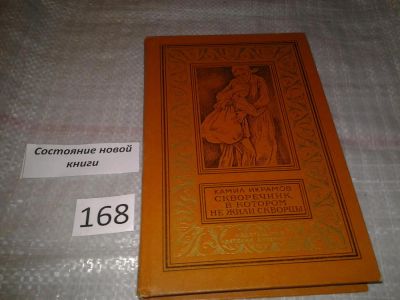 Состояние новой
книги
168
КАМИЛ ИКРАМОВ
СКВОРЕЧНИК,
В КОТОРОМ
НЕ ЖИЛИ СКВОРЦЫ